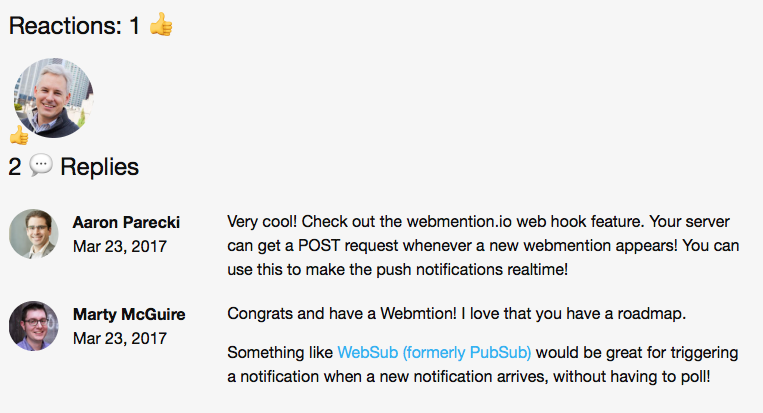 Reactions: 1 👍
👍
2 💬 Replies
Aaron Parecki
Mar 23, 2017
Very cool! Check out the webmention.io web hook feature. Your server
can get a POST request whenever a new webmention appears! You can
use this to make the push notifications realtime!
Marty McGuire
Mar 23, 2017
Congrats and have a Webmtion! I love that you have a roadmap.
Something like WebSub (formerly PubSub) would be great for triggering
a notification when a new notification arrives, without having to poll!